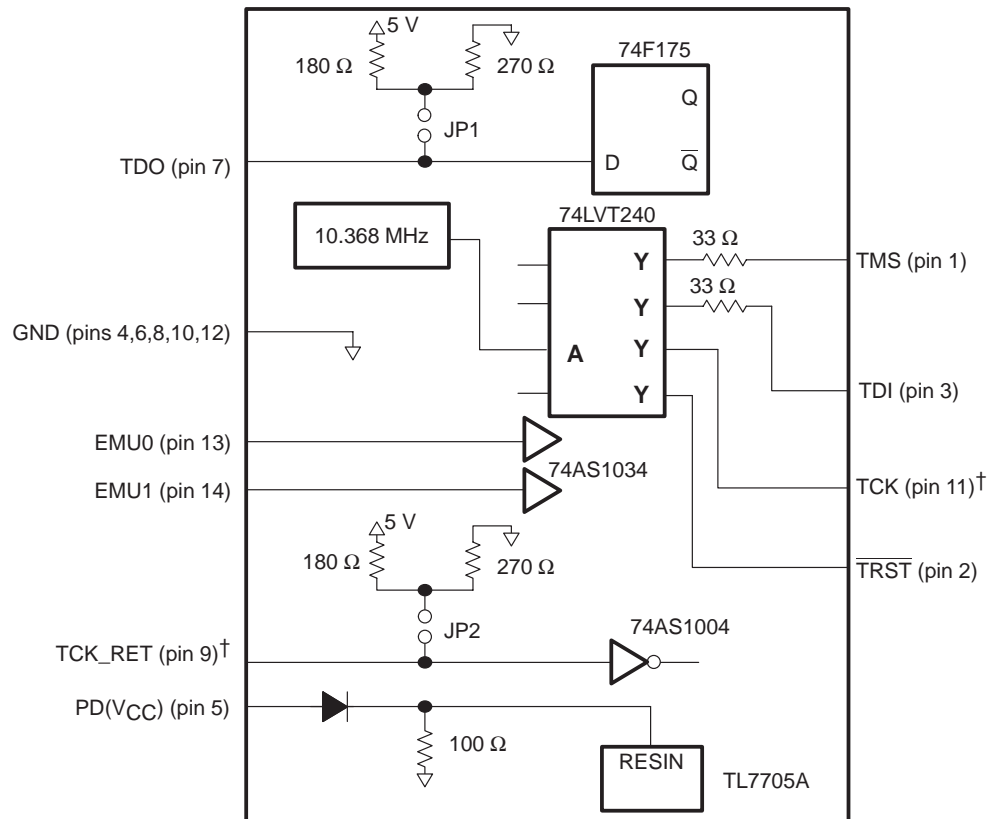 5 V
180 Ω
270 Ω
JP1
74F175
Q
D
Q̅
TDO (pin 7)
10.368 MHz
74LVT240
A
Y
Y
Y
Y
33 Ω
33 Ω
TMS (pin 1)
TDI (pin 3)
TCK (pin 11)†
T̅R̅S̅T̅ (pin 2)
GND (pins 4,6,8,10,12)
EMU0 (pin 13)
74AS1034
EMU1 (pin 14)
5 V
180 Ω
270 Ω
JP2
74AS1004
TCK_RET (pin 9)†
PD(VCC) (pin 5)
100 Ω
RESIN
TL7705A